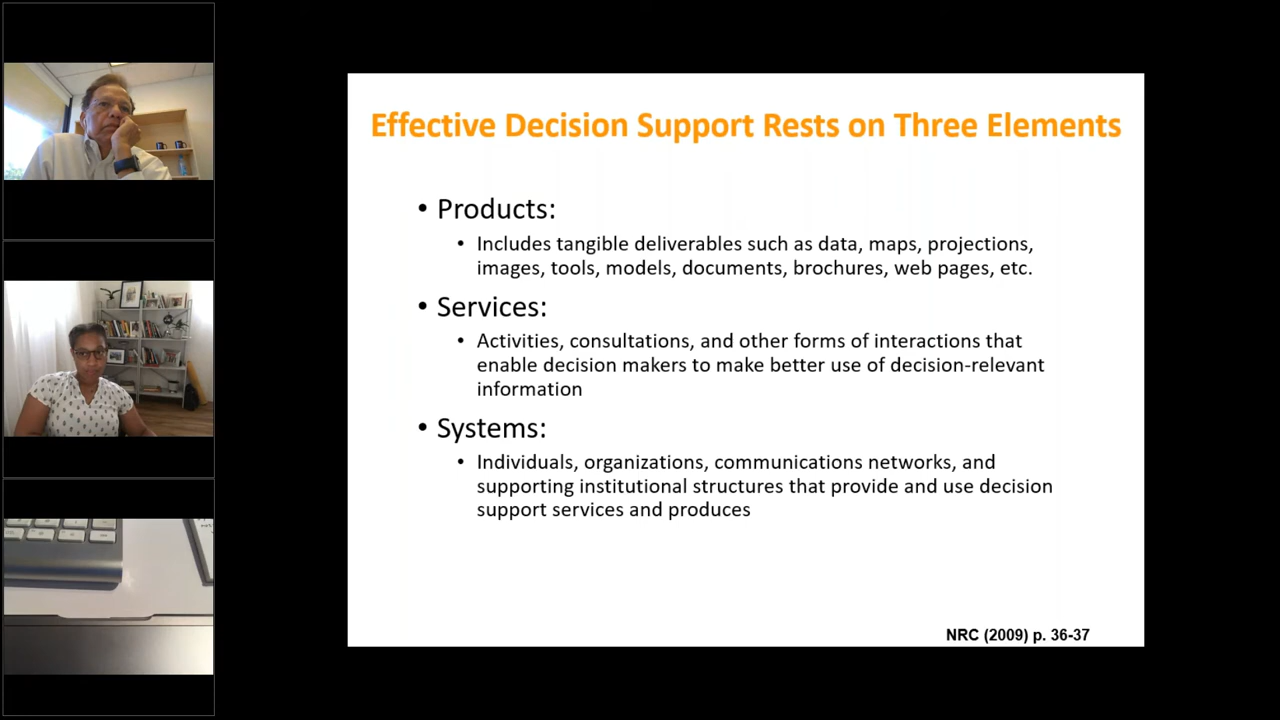 Effective Decision Support Rests on Three Elements
• Products:
• Includes tangible deliverables such as data, maps, projections,
images, tools, models, documents, brochures, web pages, etc.
• Services:
• Activities, consultations, and other forms of interactions that
enable decision makers to make better use of decision-relevant
information
• Systems:
• Individuals, organizations, communications networks, and
supporting institutional structures that provide and use decision
support services and produces
NRC (2009) p. 36-37